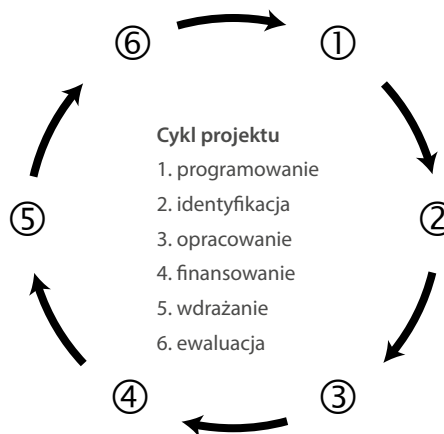 ⑥ ①
Cykl projektu
1. programowanie
2. identyfikacja
⑤ ②
3. opracowanie
4. finansowanie
5. wdrażanie
6. ewaluacja
④ ③